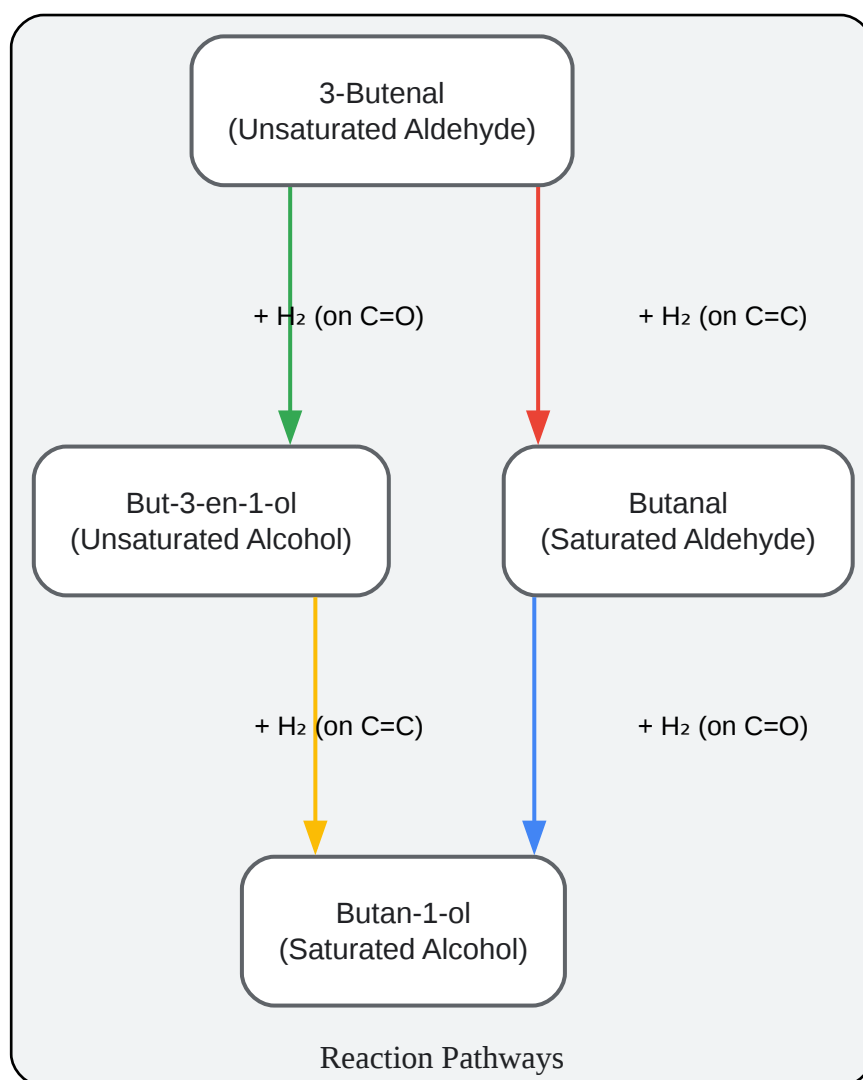 3-Butenal
(Unsaturated Aldehyde)
+ H₂ (on C=O)
+ H₂ (on C=C)
But-3-en-1-ol
(Unsaturated Alcohol)
Butanal
(Saturated Aldehyde)
+ H₂ (on C=C)
+ H₂ (on C=O)
Butan-1-ol
(Saturated Alcohol)
Reaction Pathways